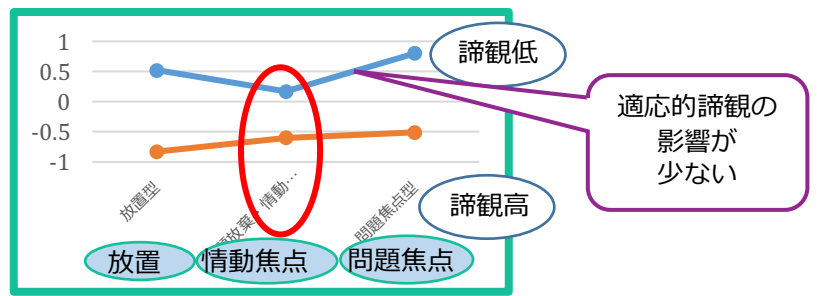 1
0.5
0
-0.5
-1
放置型
放棄・情動…
問題焦点型
諦観低
諦観高
適応的諦観の
影響が
少ない
放置
情動焦点
問題焦点